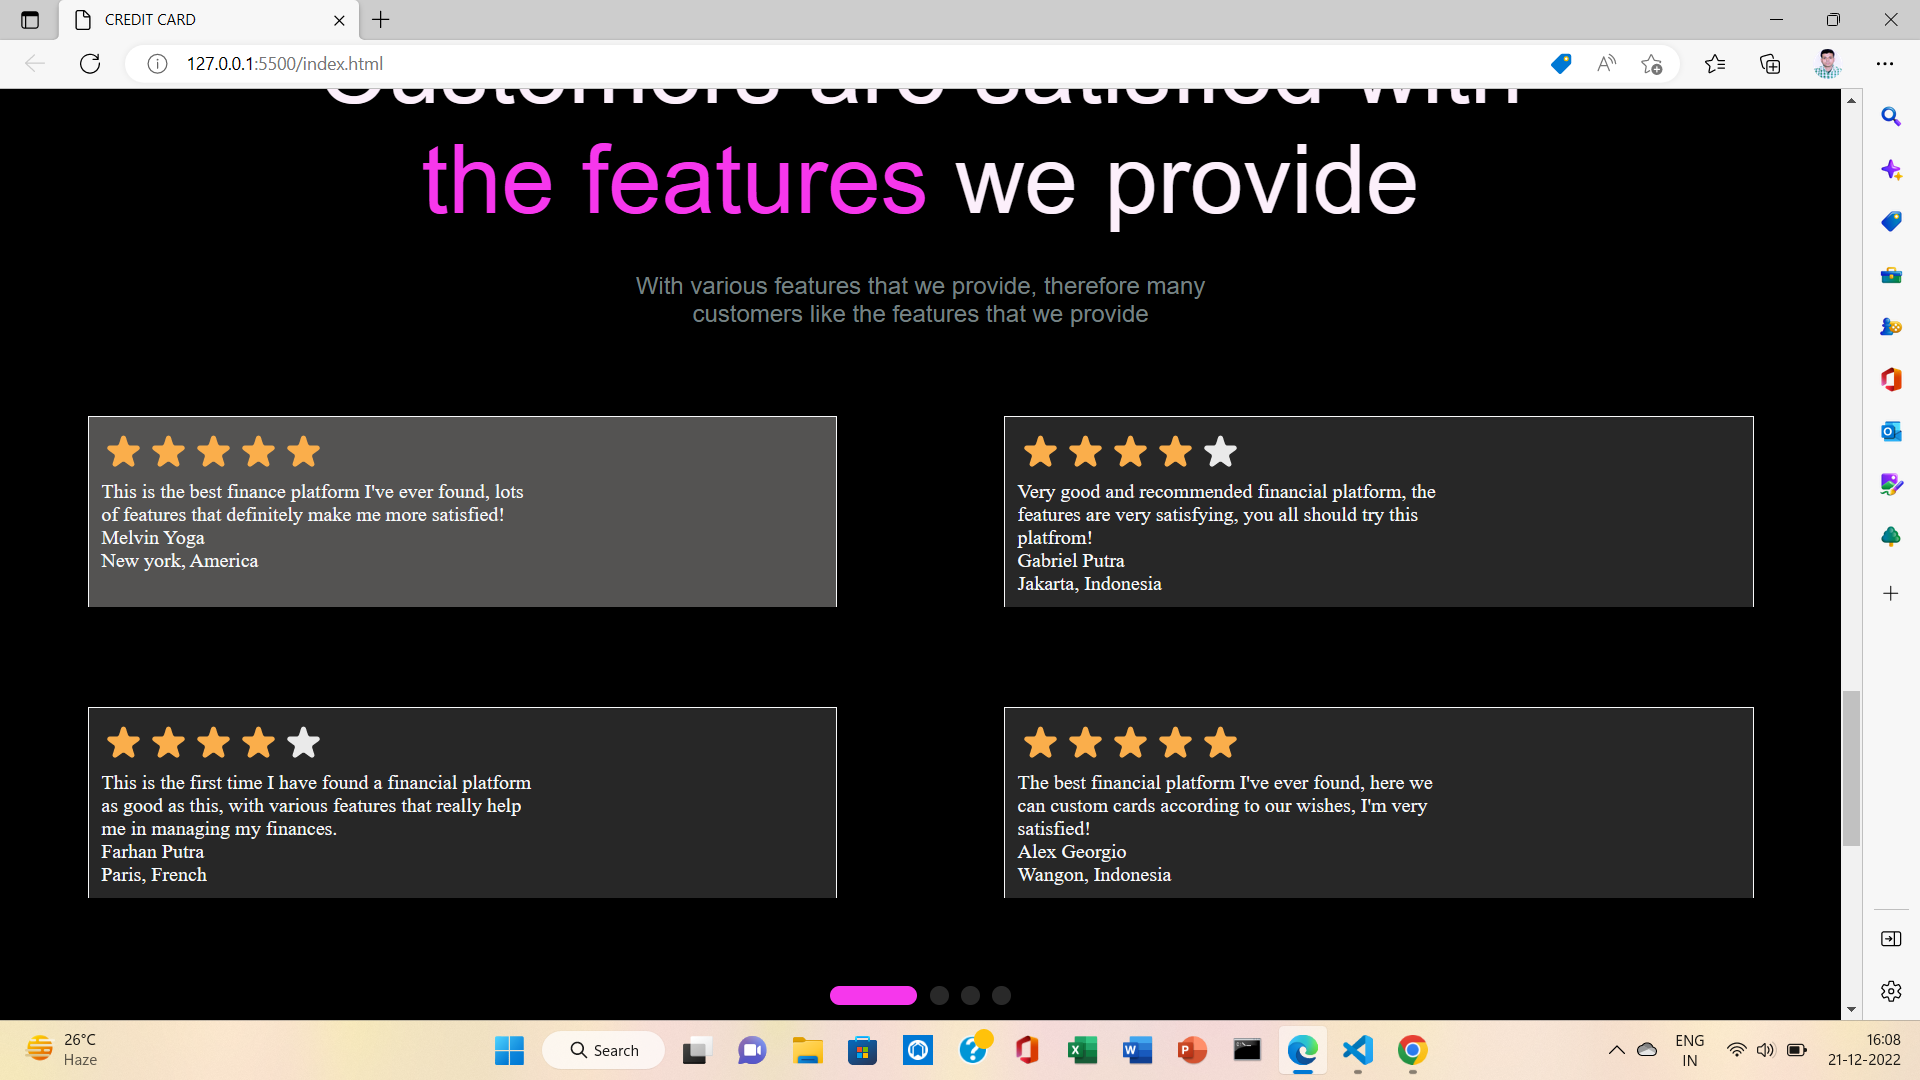 CREDIT CARD
127.0.0.1:5500/index.html
Customers are satisfied with
the features we provide
With various features that we provide, therefore many
customers like the features that we provide
This is the best finance platform I've ever found, lots
of features that definitely make me more satisfied!
Melvin Yoga
New york, America
Very good and recommended financial platform, the
features are very satisfying, you all should try this
platfrom!
Gabriel Putra
Jakarta, Indonesia
This is the first time I have found a financial platform
as good as this, with various features that really help
me in managing my finances.
Farhan Putra
Paris, French
The best financial platform I've ever found, here we
can custom cards according to our wishes, I'm very
satisfied!
Alex Georgio
Wangon, Indonesia
26°C
Haze
Search
ENG
IN
16:08
21-12-2022